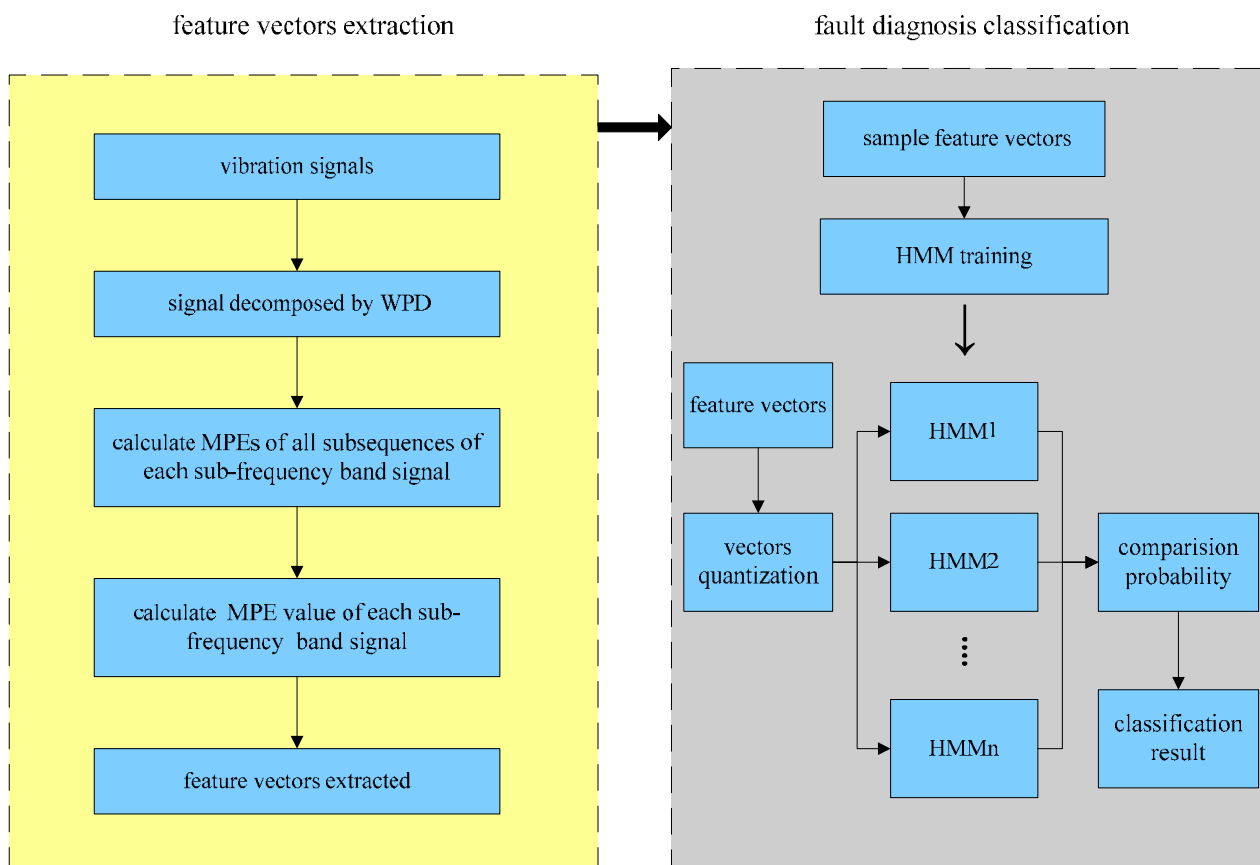 feature vectors extraction
fault diagnosis classification
vibration signals
signal decomposed by WPD
calculate MPEs of all subsequences of
each sub-frequency band signal
calculate MPE value of each sub-
frequency band signal
feature vectors extracted
sample feature vectors
HMM training
feature vectors
vectors
quantization
HMM1
HMM2
HMMn
comparision
probability
classification
result